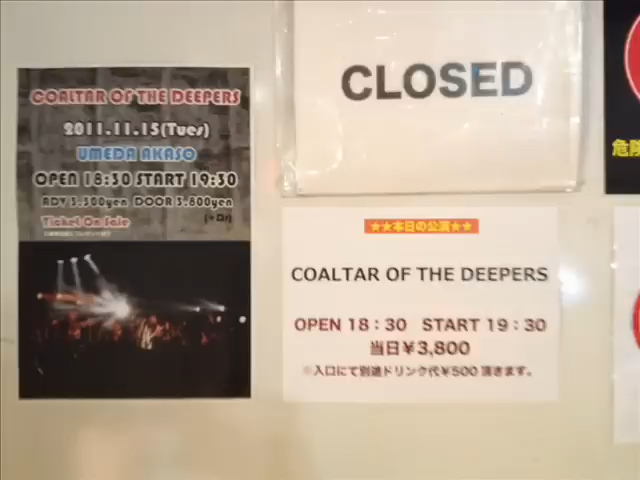 COALTAR OF THE DEEPERS
2011.11.15(Tues)
UMEDA AKASO
OPEN 18:30 START 19:30
ADV 3,300yen DOOR 3,800yen
(+D)
Ticket On Sale
CLOSED
★★本日の公演★★
COALTAR OF THE DEEPERS
OPEN 18:30 START 19:30
当日¥3,800
※入口にて別途ドリンク代¥500頂きます。
危険